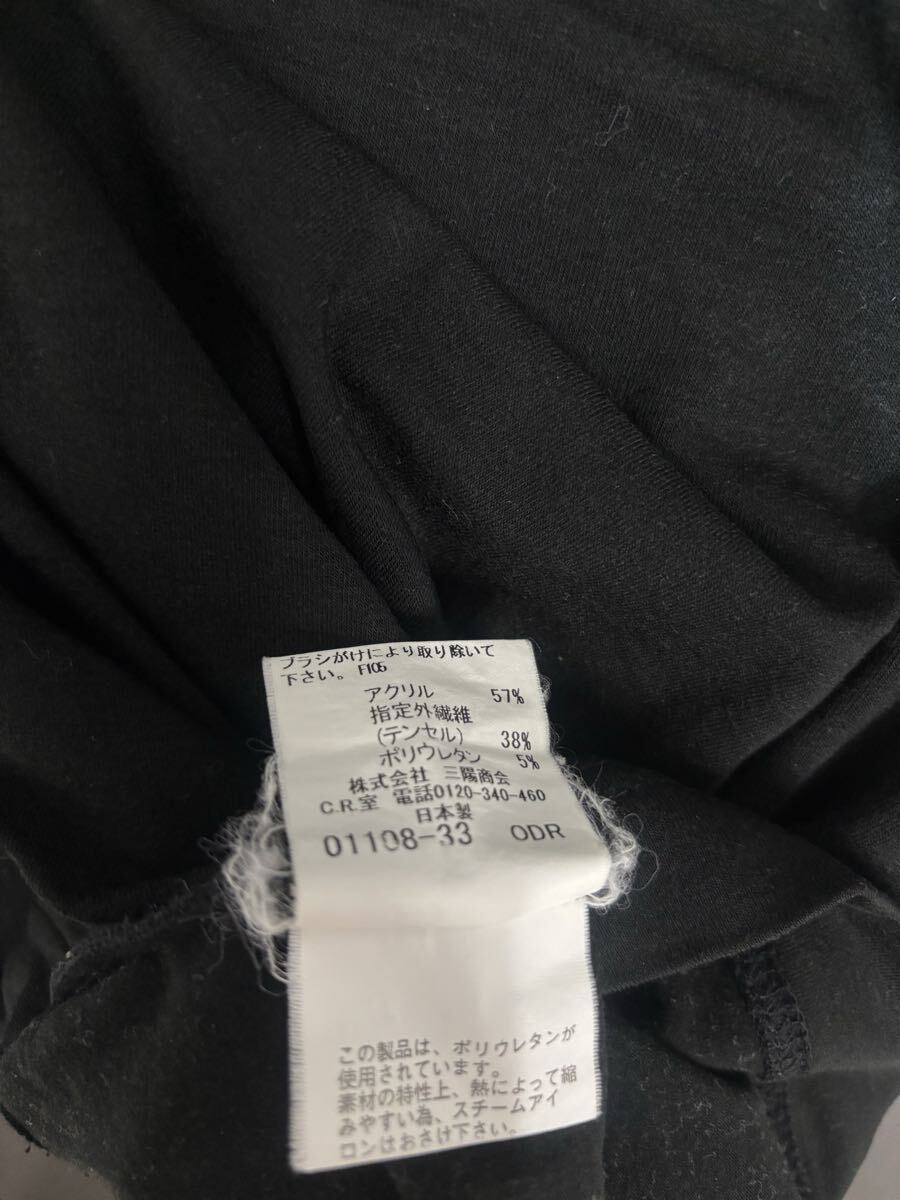 ブラシがけにより取り除いて
下さい。FI05
アクリル 57%
指定外繊維
(テンセル) 38%
ポリウレタン 5%
株式会社 三陽商会
C.R.室 電話0120-340-460
日本製
01108-33 ODR
この製品は、ポリウレタンが
使用されています。
素材の特性上、熱によって縮
みやすい為、スチームアイ
ロンはおさけ下さい。